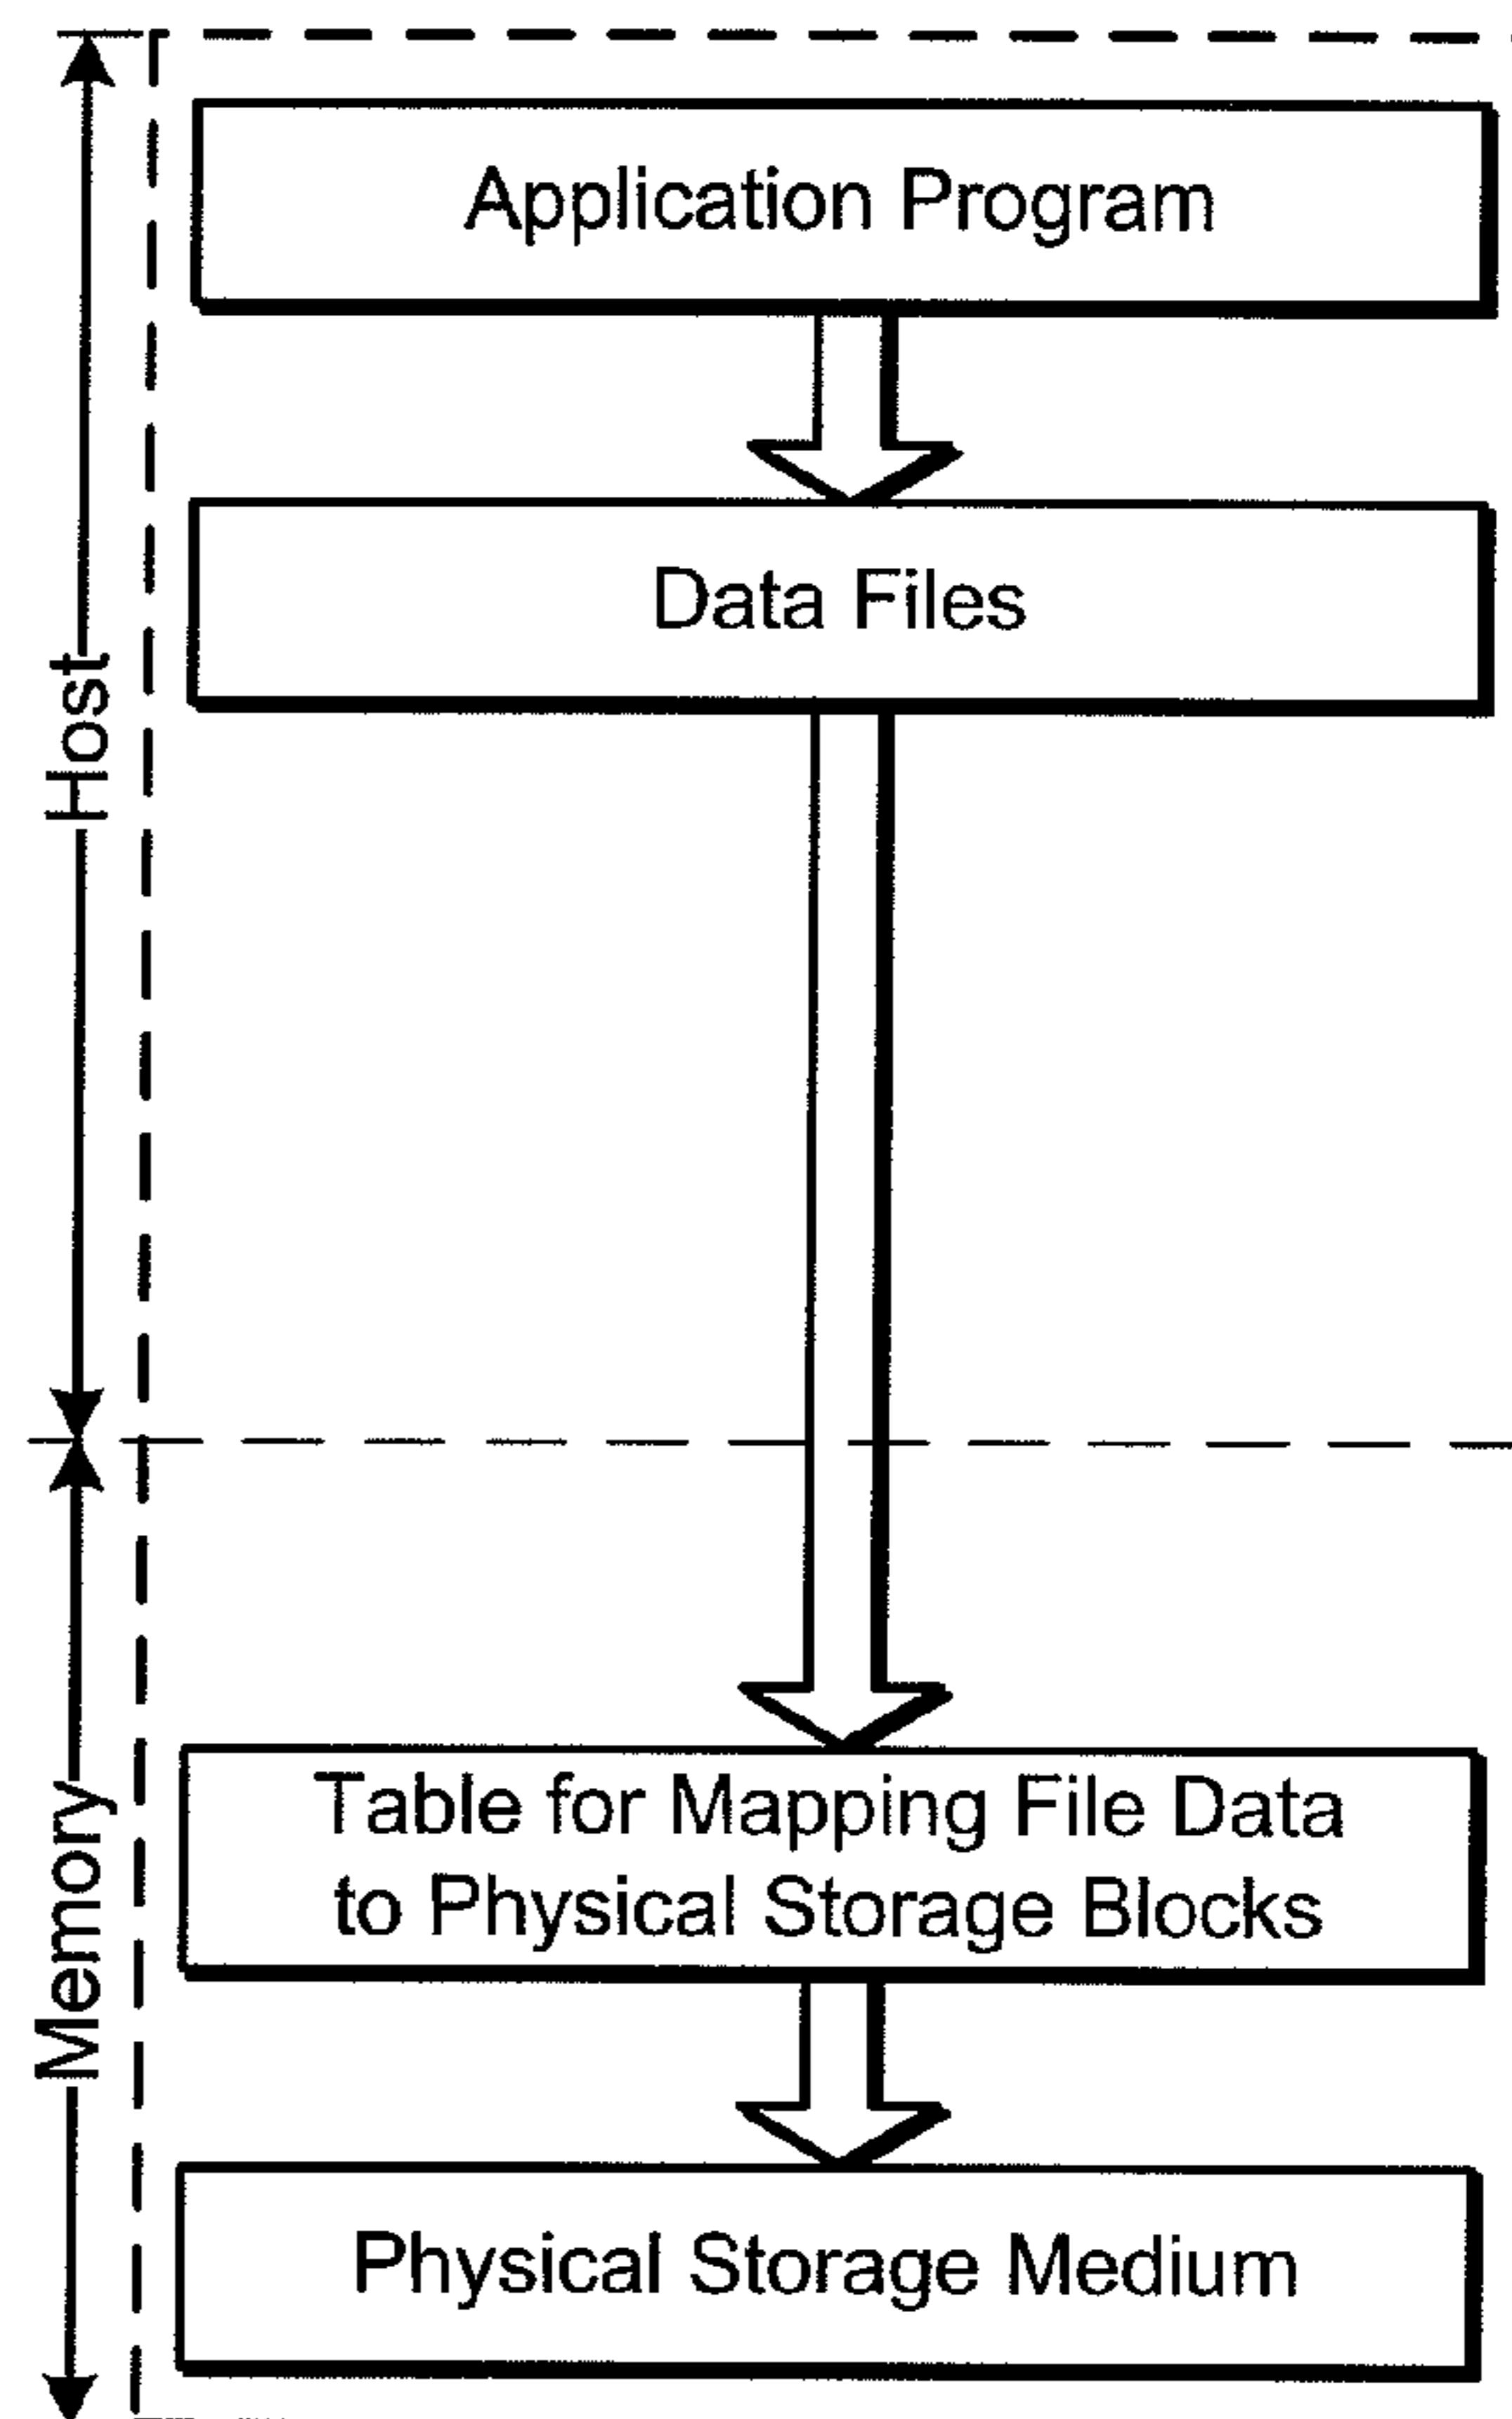 Application Program
Data Files
Host
Table for Mapping File Data
to Physical Storage Blocks
Memory
Physical Storage Medium